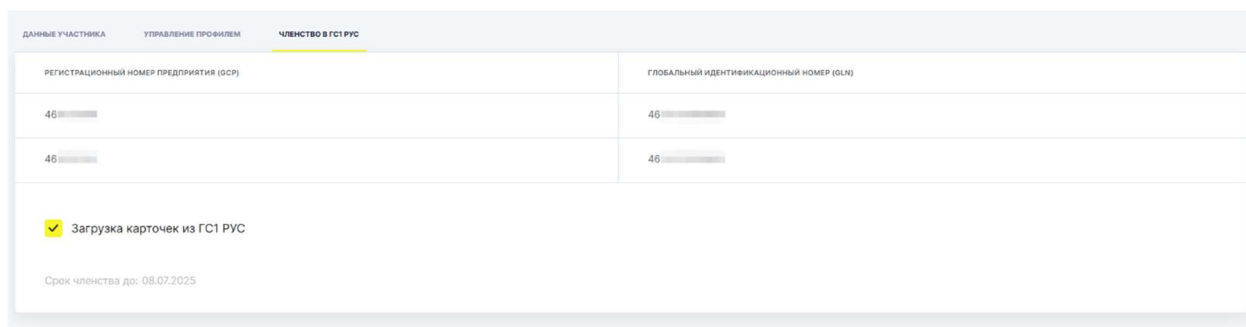 ДАННЫЕ УЧАСТНИКА УПРАВЛЕНИЕ ПРОФИЛЕМ ЧЛЕНСТВО В ГС1 РУС
РЕГИСТРАЦИОННЫЙ НОМЕР ПРЕДПРИЯТИЯ (GCP) ГЛОБАЛЬНЫЙ ИДЕНТИФИКАЦИОННЫЙ НОМЕР (GLN)
46 46
46 46
Загрузка карточек из ГС1 РУС
Срок членства до: 08.07.2025